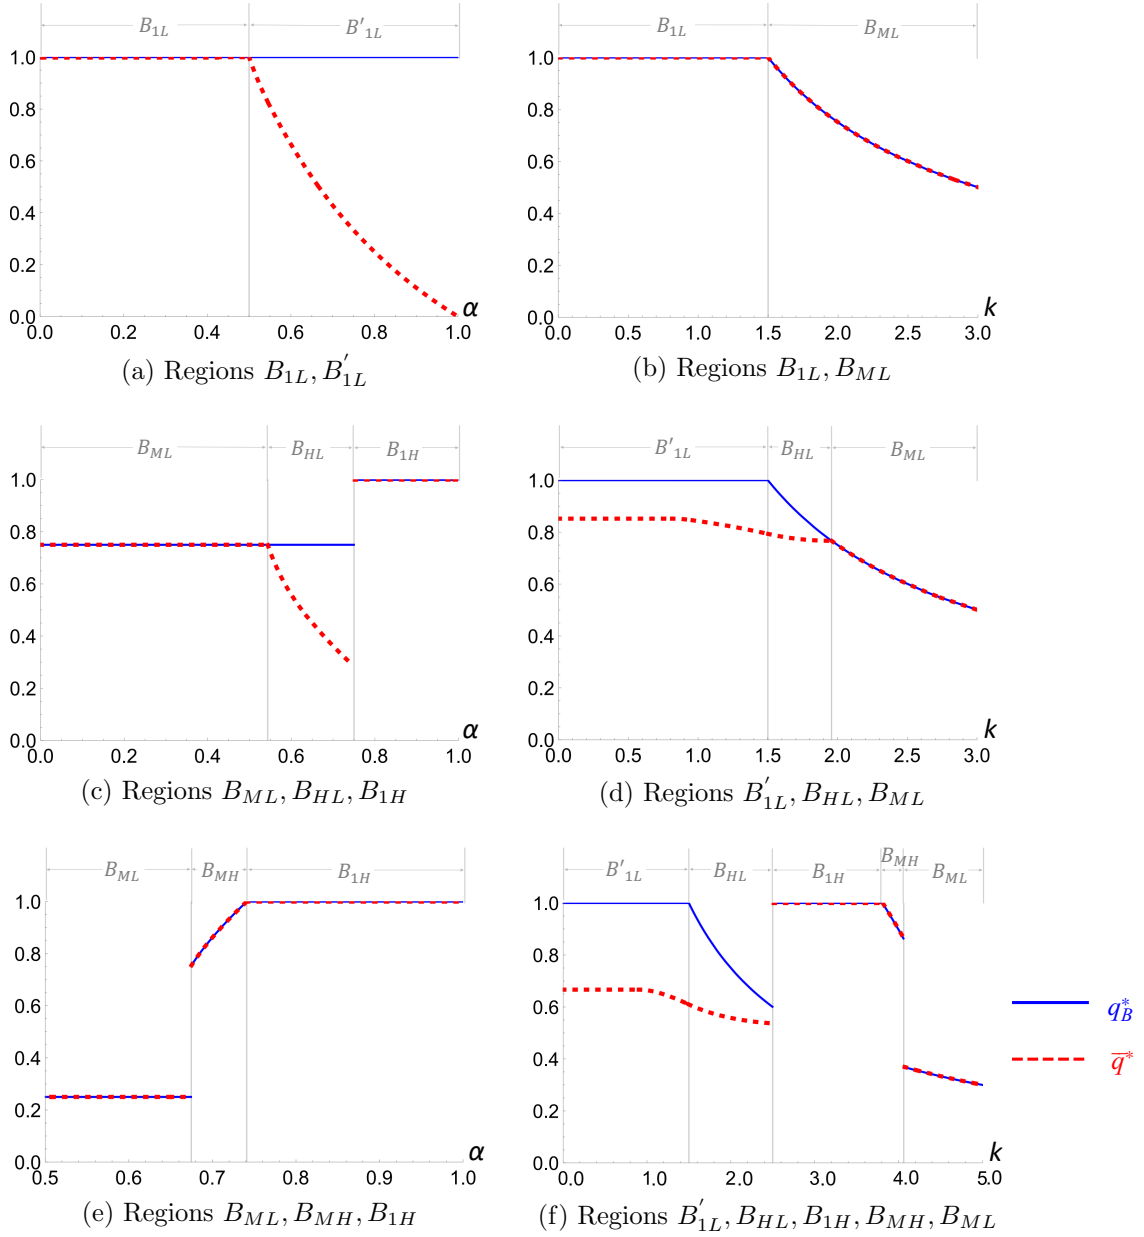 B1L B'1L
1.0
0.8
0.6
0.4
0.2
0.0
0.0 0.2 0.4 0.6 0.8 1.0
α
(a) Regions B1L, B'1L
B1L BML
1.0
0.8
0.6
0.4
0.2
0.0
0.0 0.5 1.0 1.5 2.0 2.5 3.0
k
(b) Regions B1L, BML
BML BHL B1H
1.0
0.8
0.6
0.4
0.2
0.0
0.0 0.2 0.4 0.6 0.8 1.0
α
(c) Regions BML, BHL, B1H
B'1L BHL BML
1.0
0.8
0.6
0.4
0.2
0.0
0.0 0.5 1.0 1.5 2.0 2.5 3.0
k
(d) Regions B'1L, BHL, BML
BML BMH B1H
1.0
0.8
0.6
0.4
0.2
0.0
0.5 0.6 0.7 0.8 0.9 1.0
α
(e) Regions BML, BMH, B1H
B'1L BHL B1H BMH BML
1.0
0.8
0.6
0.4
0.2
0.0
0.0 1.0 2.0 3.0 4.0 5.0
k
(f) Regions B'1L, BHL, B1H, BMH, BML
q*B
q̅*